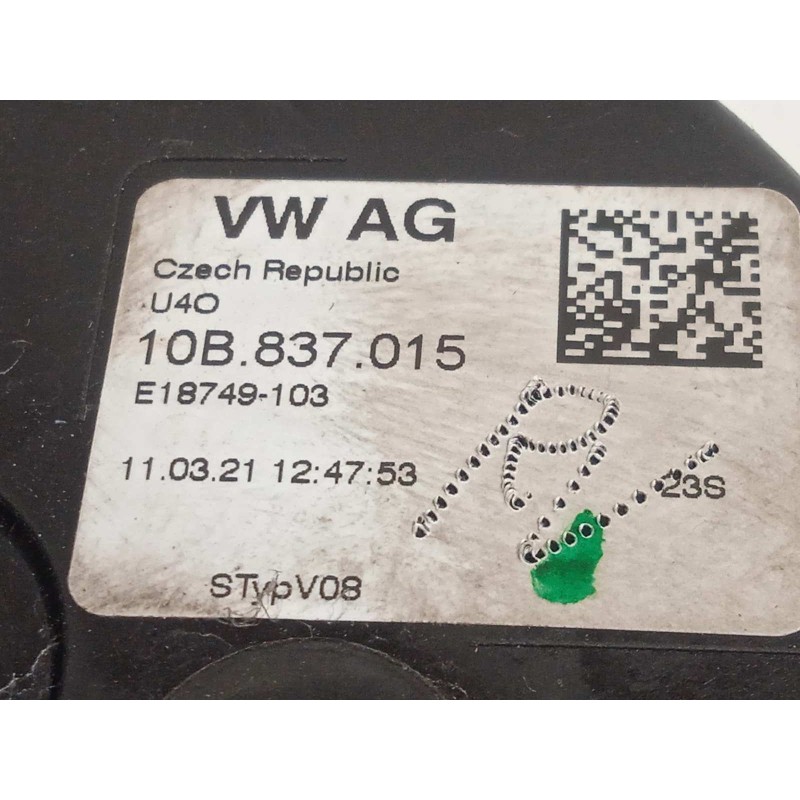 VW AG
Czech Republic
U4O
10B.837.015
E18749-103
11.03.21 12:47:53
23S
STypV08